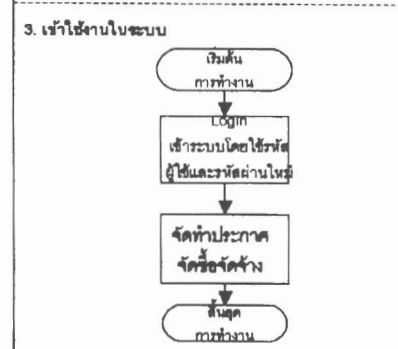 3. เข้าใช้งานในระบบ
เริ่มต้น
การทำงาน
Login
เข้าระบบโดยใช้รหัส
ผู้ใช้และรหัสผ่านใหม่
จัดทำประกาศ
จัดซื้อจัดจ้าง
สิ้นสุด
การทำงาน